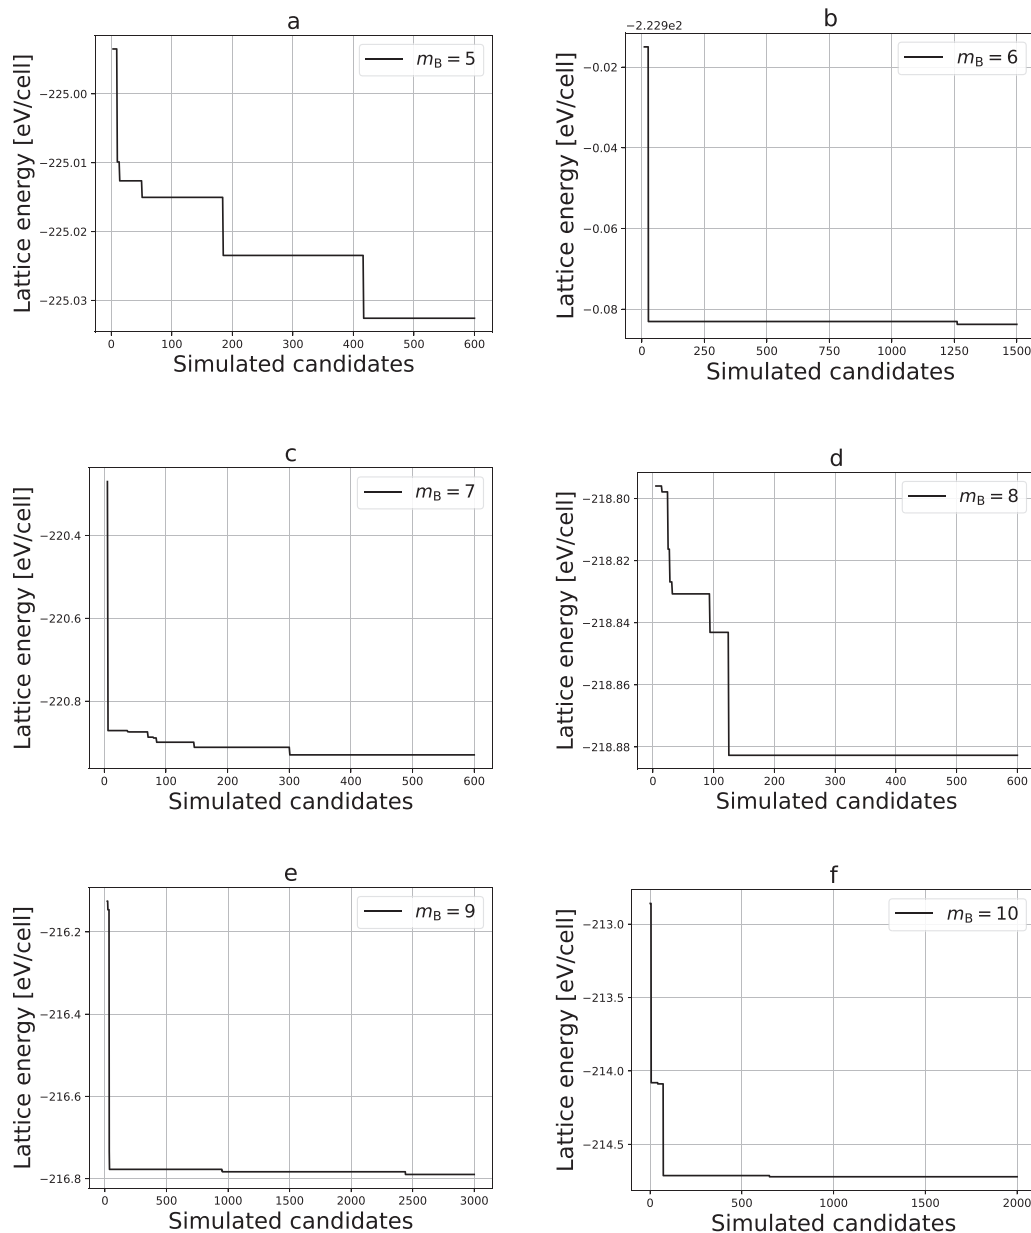 a
m_B = 5
−225.00
−225.01
−225.02
−225.03
Lattice energy [eV/cell]
0 100 200 300 400 500 600
Simulated candidates
b
−2.229e2
m_B = 6
−0.02
−0.04
−0.06
−0.08
Lattice energy [eV/cell]
0 250 500 750 1000 1250 1500
Simulated candidates
c
m_B = 7
−220.4
−220.6
−220.8
Lattice energy [eV/cell]
0 100 200 300 400 500 600
Simulated candidates
d
m_B = 8
−218.80
−218.82
−218.84
−218.86
−218.88
Lattice energy [eV/cell]
0 100 200 300 400 500 600
Simulated candidates
e
m_B = 9
−216.2
−216.4
−216.6
−216.8
Lattice energy [eV/cell]
0 500 1000 1500 2000 2500 3000
Simulated candidates
f
m_B = 10
−213.0
−213.5
−214.0
−214.5
Lattice energy [eV/cell]
0 500 1000 1500 2000
Simulated candidates